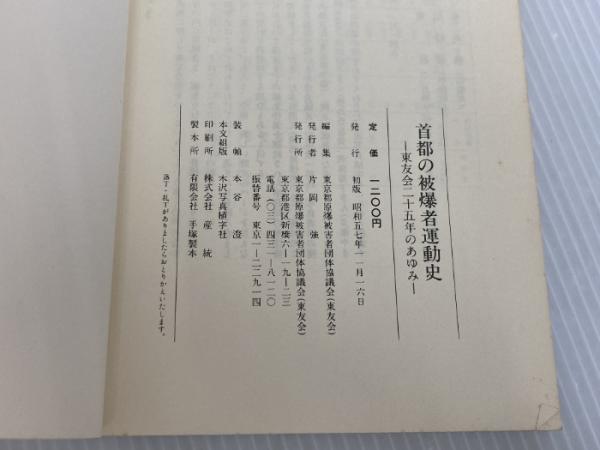 首都の被爆者運動史
―東友会二十五年のあゆみ―
定価 一二〇〇円
発行 初版 昭和五七年一一月一六日
編集 東京都原爆被害者団体協議会(東友会)
発行者 片岡 強
発行所 東京都原爆被害者団体協議会(東友会)
東京都港区新橋六―一九―二三
電話(〇三)四三一―八一二〇
振替番号 東京一―二二九一四
装幀 本谷 澄
本文組版 木沢写真植字社
印刷所 株式会社 産統
製本所 有限会社 手塚製本
落丁・乱丁がありましたらおとりかえいたします。